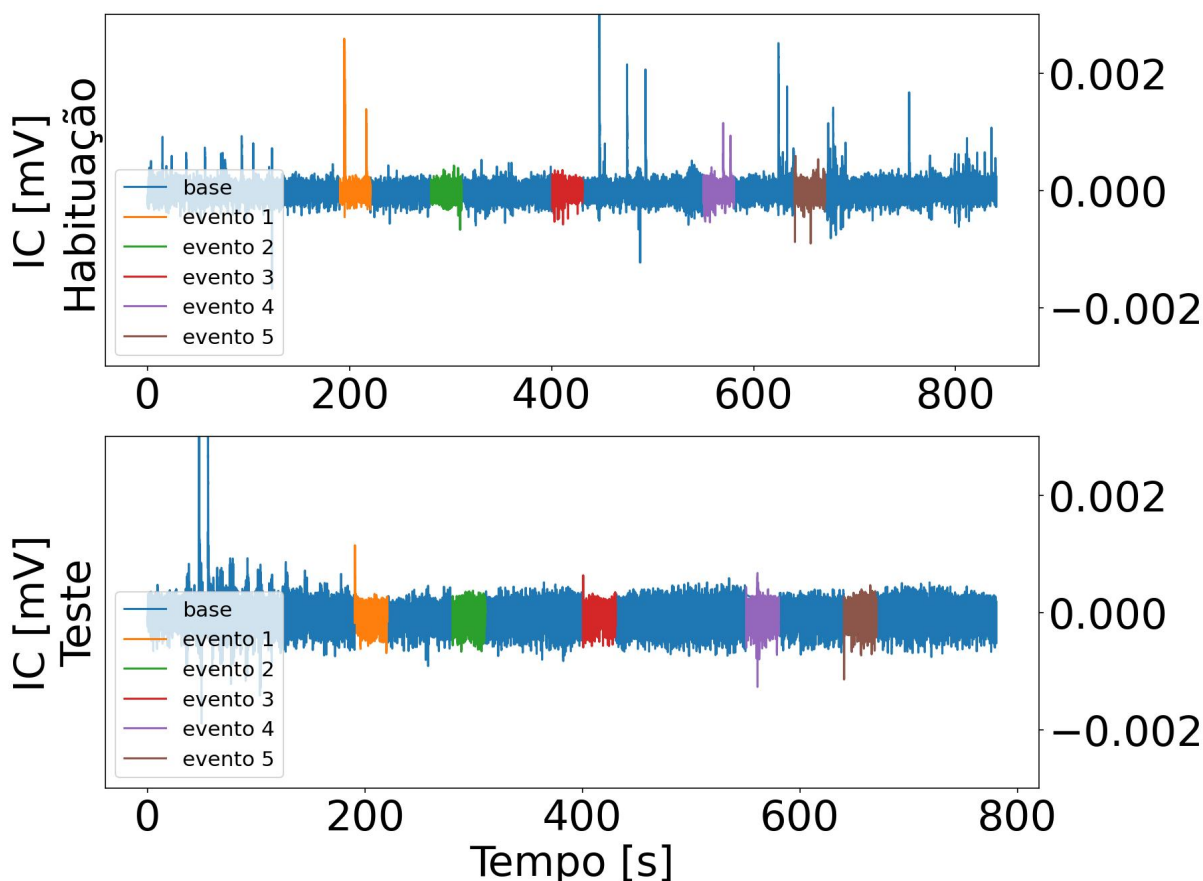 IC [mV]
Habituação
base
evento 1
evento 2
evento 3
evento 4
evento 5
0.002
0.000
−0.002
0 200 400 600 800
IC [mV]
Teste
base
evento 1
evento 2
evento 3
evento 4
evento 5
0.002
0.000
−0.002
0 200 400 600 800
Tempo [s]